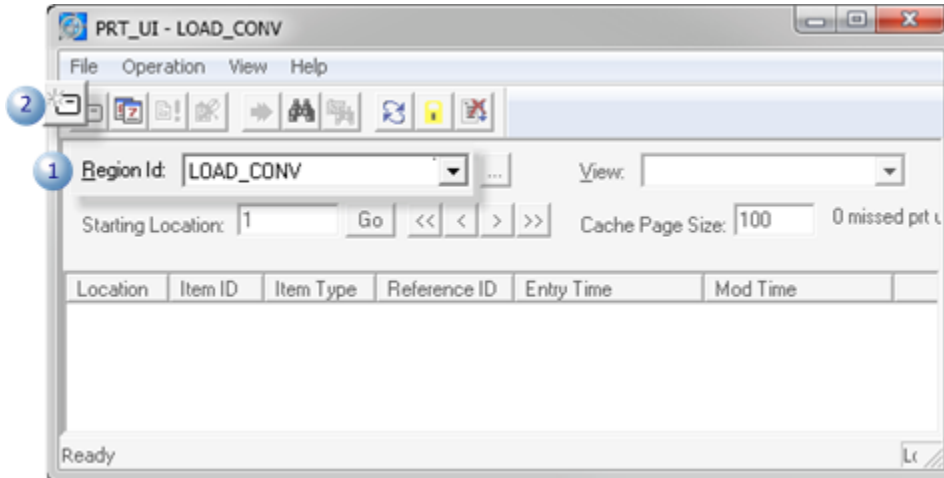 PRT_UI - LOAD_CONV
File Operation View Help
2
1 Region Id: LOAD_CONV ... View:
Starting Location: 1 Go << < > >> Cache Page Size: 100 0 missed prt
Location Item ID Item Type Reference ID Entry Time Mod Time
Ready